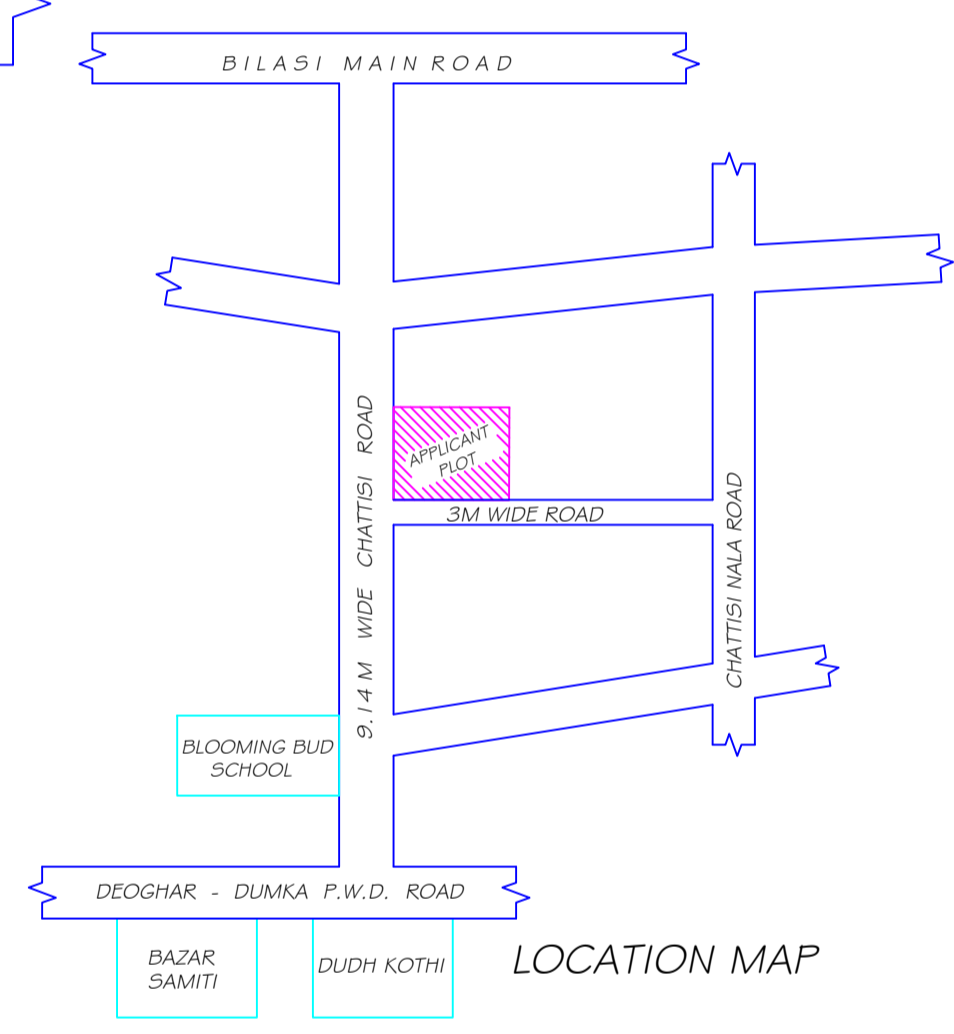 BILASI MAIN ROAD
APPLICANT
PLOT
9.14M WIDE CHATTISI ROAD
3M WIDE ROAD
CHATTISI NALA ROAD
BLOOMING BUD
SCHOOL
DEOGHAR - DUMKA P.W.D. ROAD
BAZAR
SAMITI
DUDH KOTHI
LOCATION MAP